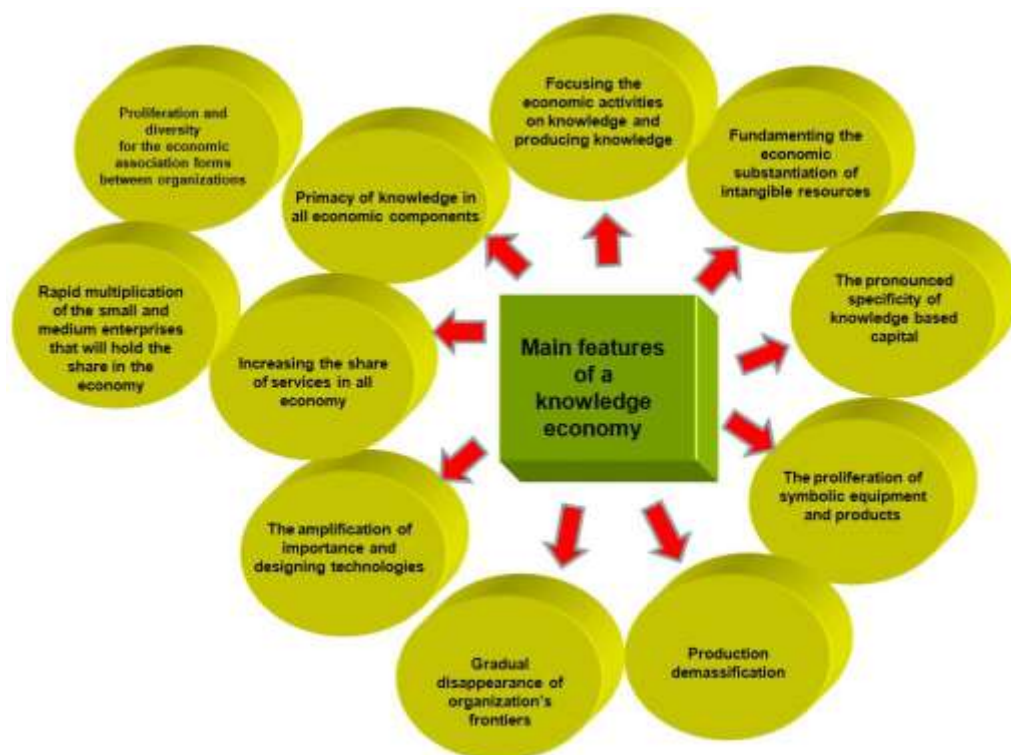 Focusing the
economic activities
on knowledge and
producing knowledge
Proliferation and
diversity
for the economic
association forms
between organizations
Fundamenting the
economic
substantiation of
intangible resources
Primacy of knowledge in
all economic components
Rapid multiplication
of the small and
medium enterprises
that will hold the
share in the
economy
The pronounced
specificity of
knowledge based
capital
Increasing the share
of services in all
economy
Main features
of a
knowledge
economy
The proliferation of
symbolic equipment
and products
The amplification of
importance and
designing technologies
Gradual
disappearance of
organization's
frontiers
Production
demassification